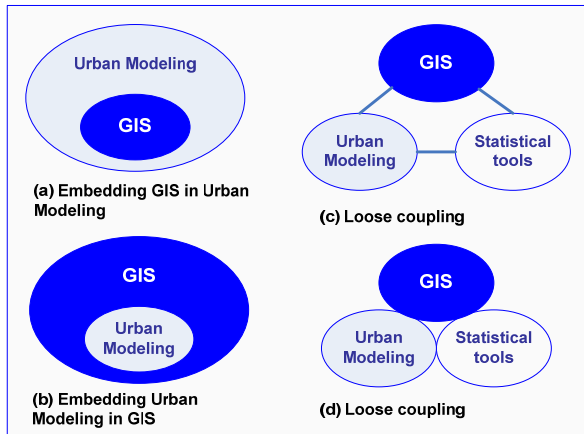 Urban Modeling
GIS
(a) Embedding GIS in Urban
Modeling
GIS
Urban
Modeling
Statistical
tools
(c) Loose coupling
GIS
Urban
Modeling
(b) Embedding Urban
Modeling in GIS
GIS
Urban
Modeling
Statistical
tools
(d) Loose coupling